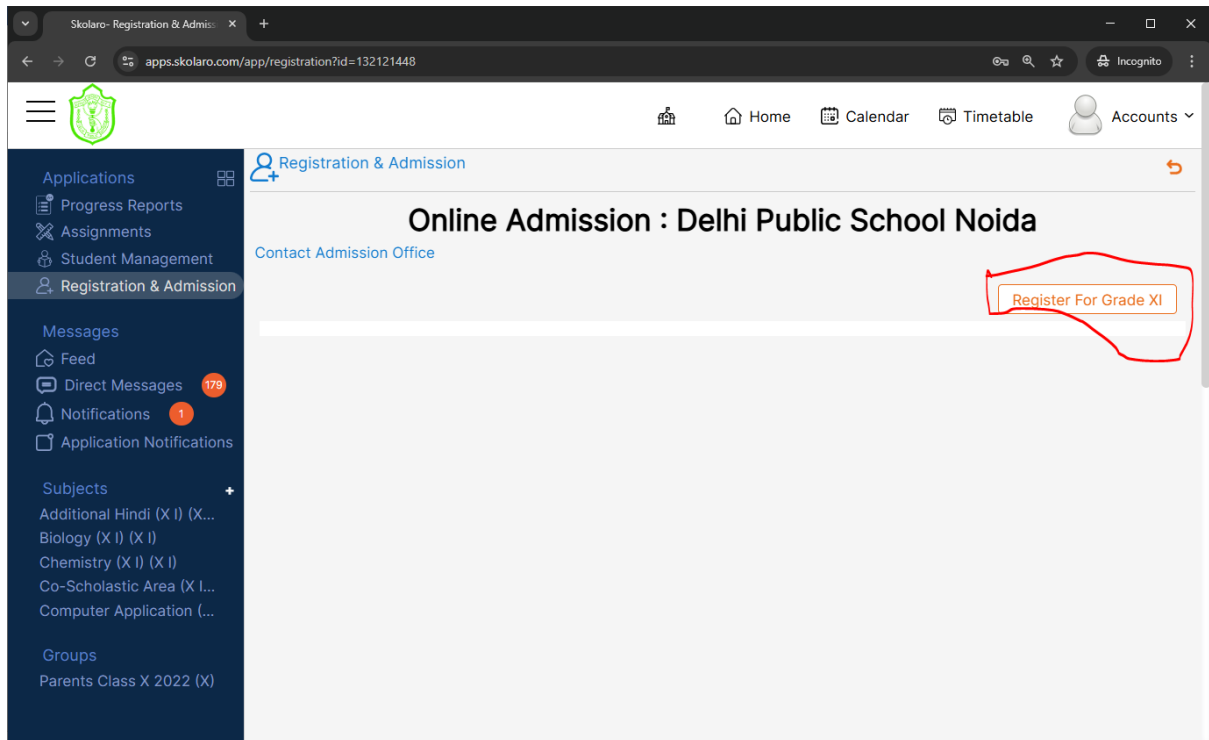 Skolaro- Registration & Admiss
apps.skolaro.com/app/registration?id=132121448
Incognito
Home
Calendar
Timetable
Accounts
Applications
Progress Reports
Assignments
Student Management
Registration & Admission
Messages
Feed
Direct Messages 179
Notifications 1
Application Notifications
Subjects +
Additional Hindi (X I) (X...
Biology (X I) (X I)
Chemistry (X I) (X I)
Co-Scholastic Area (X I...
Computer Application (...
Groups
Parents Class X 2022 (X)
Registration & Admission
Online Admission : Delhi Public School Noida
Contact Admission Office
Register For Grade XI